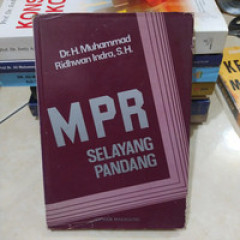 Dr. H. Muhammad
Ridhwan Indra, S.H.
MPR
SELAYANG
PANDANG